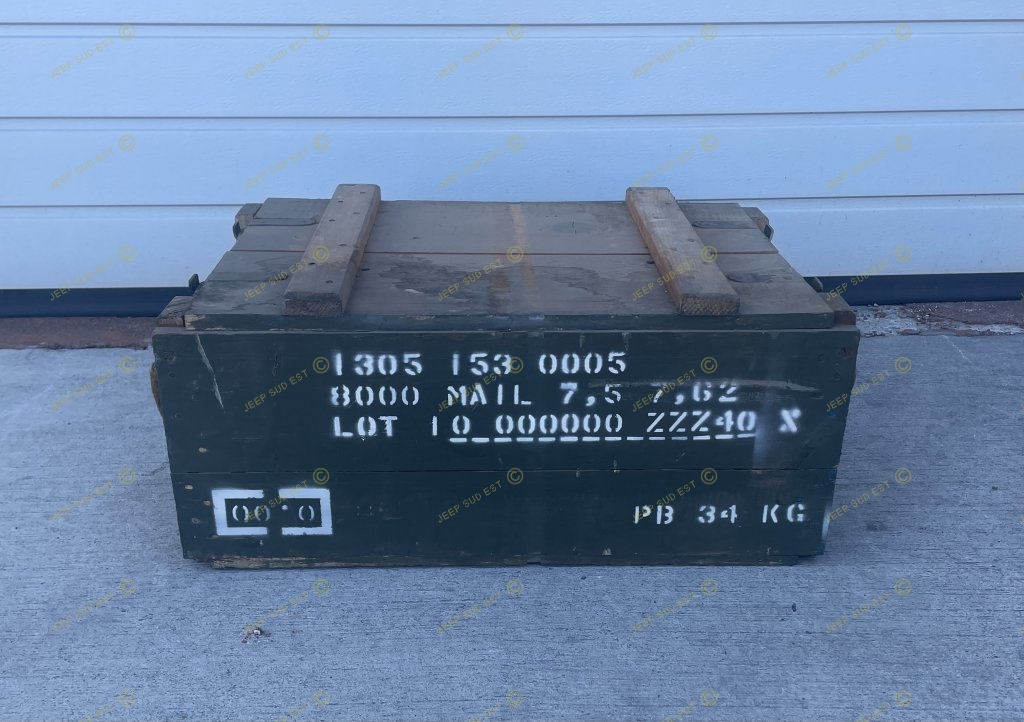 1305 153 0005
8000 MAIL 7,5 7,62
LOT 10 000000 ZZZ40 X
00.0
PB 34 KG
JEEP SUD EST ©